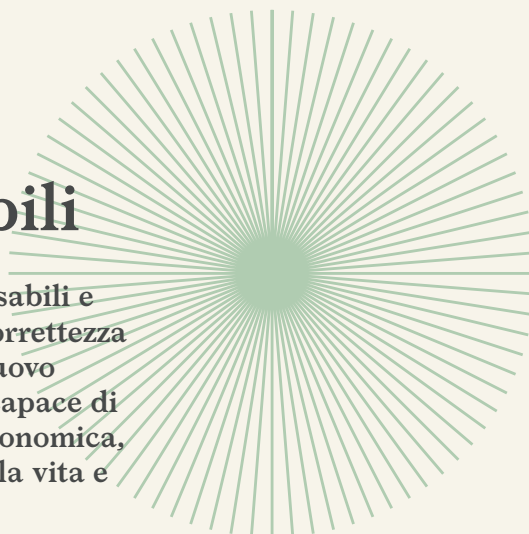 bili
sabili e
orrettezza
uovo
apace di
onomica,
la vita e